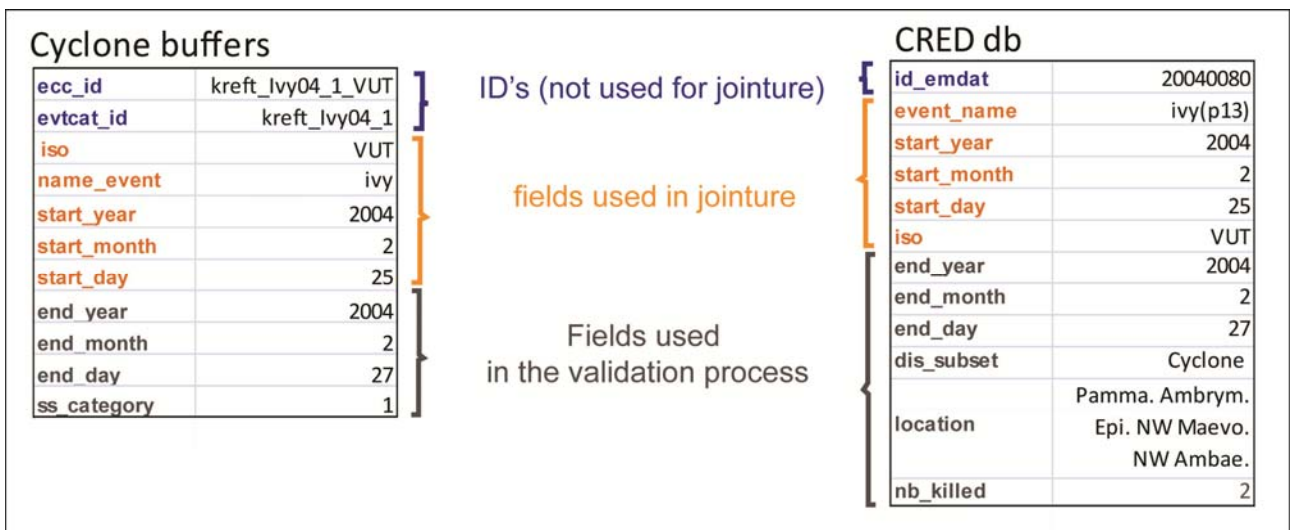 Cyclone buffers
ecc_id kreft_Ivy04_1_VUT
evtcat_id kreft_Ivy04_1
iso VUT
name_event ivy
start_year 2004
start_month 2
start_day 25
end_year 2004
end_month 2
end_day 27
ss_category 1
ID's (not used for jointure)
fields used in jointure
Fields used
in the validation process
CRED db
id_emdat 20040080
event_name ivy(p13)
start_year 2004
start_month 2
start_day 25
iso VUT
end_year 2004
end_month 2
end_day 27
dis_subset Cyclone
location Pamma. Ambrym.
Epi. NW Maevo.
NW Ambae.
nb_killed 2